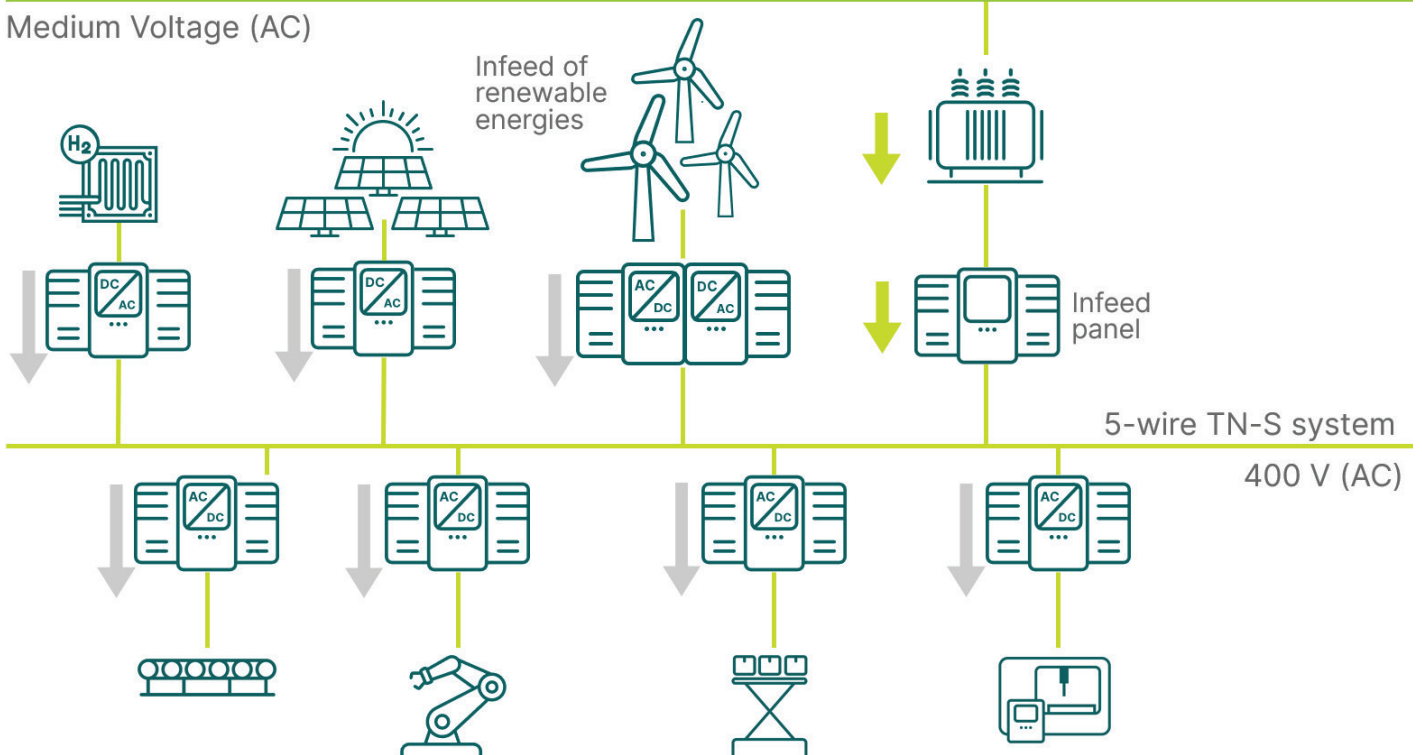 Medium Voltage (AC)
Infeed of
renewable
energies
H2
DC
AC
DC
AC
AC
DC
DC
AC
Infeed
panel
5-wire TN-S system
400 V (AC)
AC
DC
AC
DC
AC
DC
AC
DC